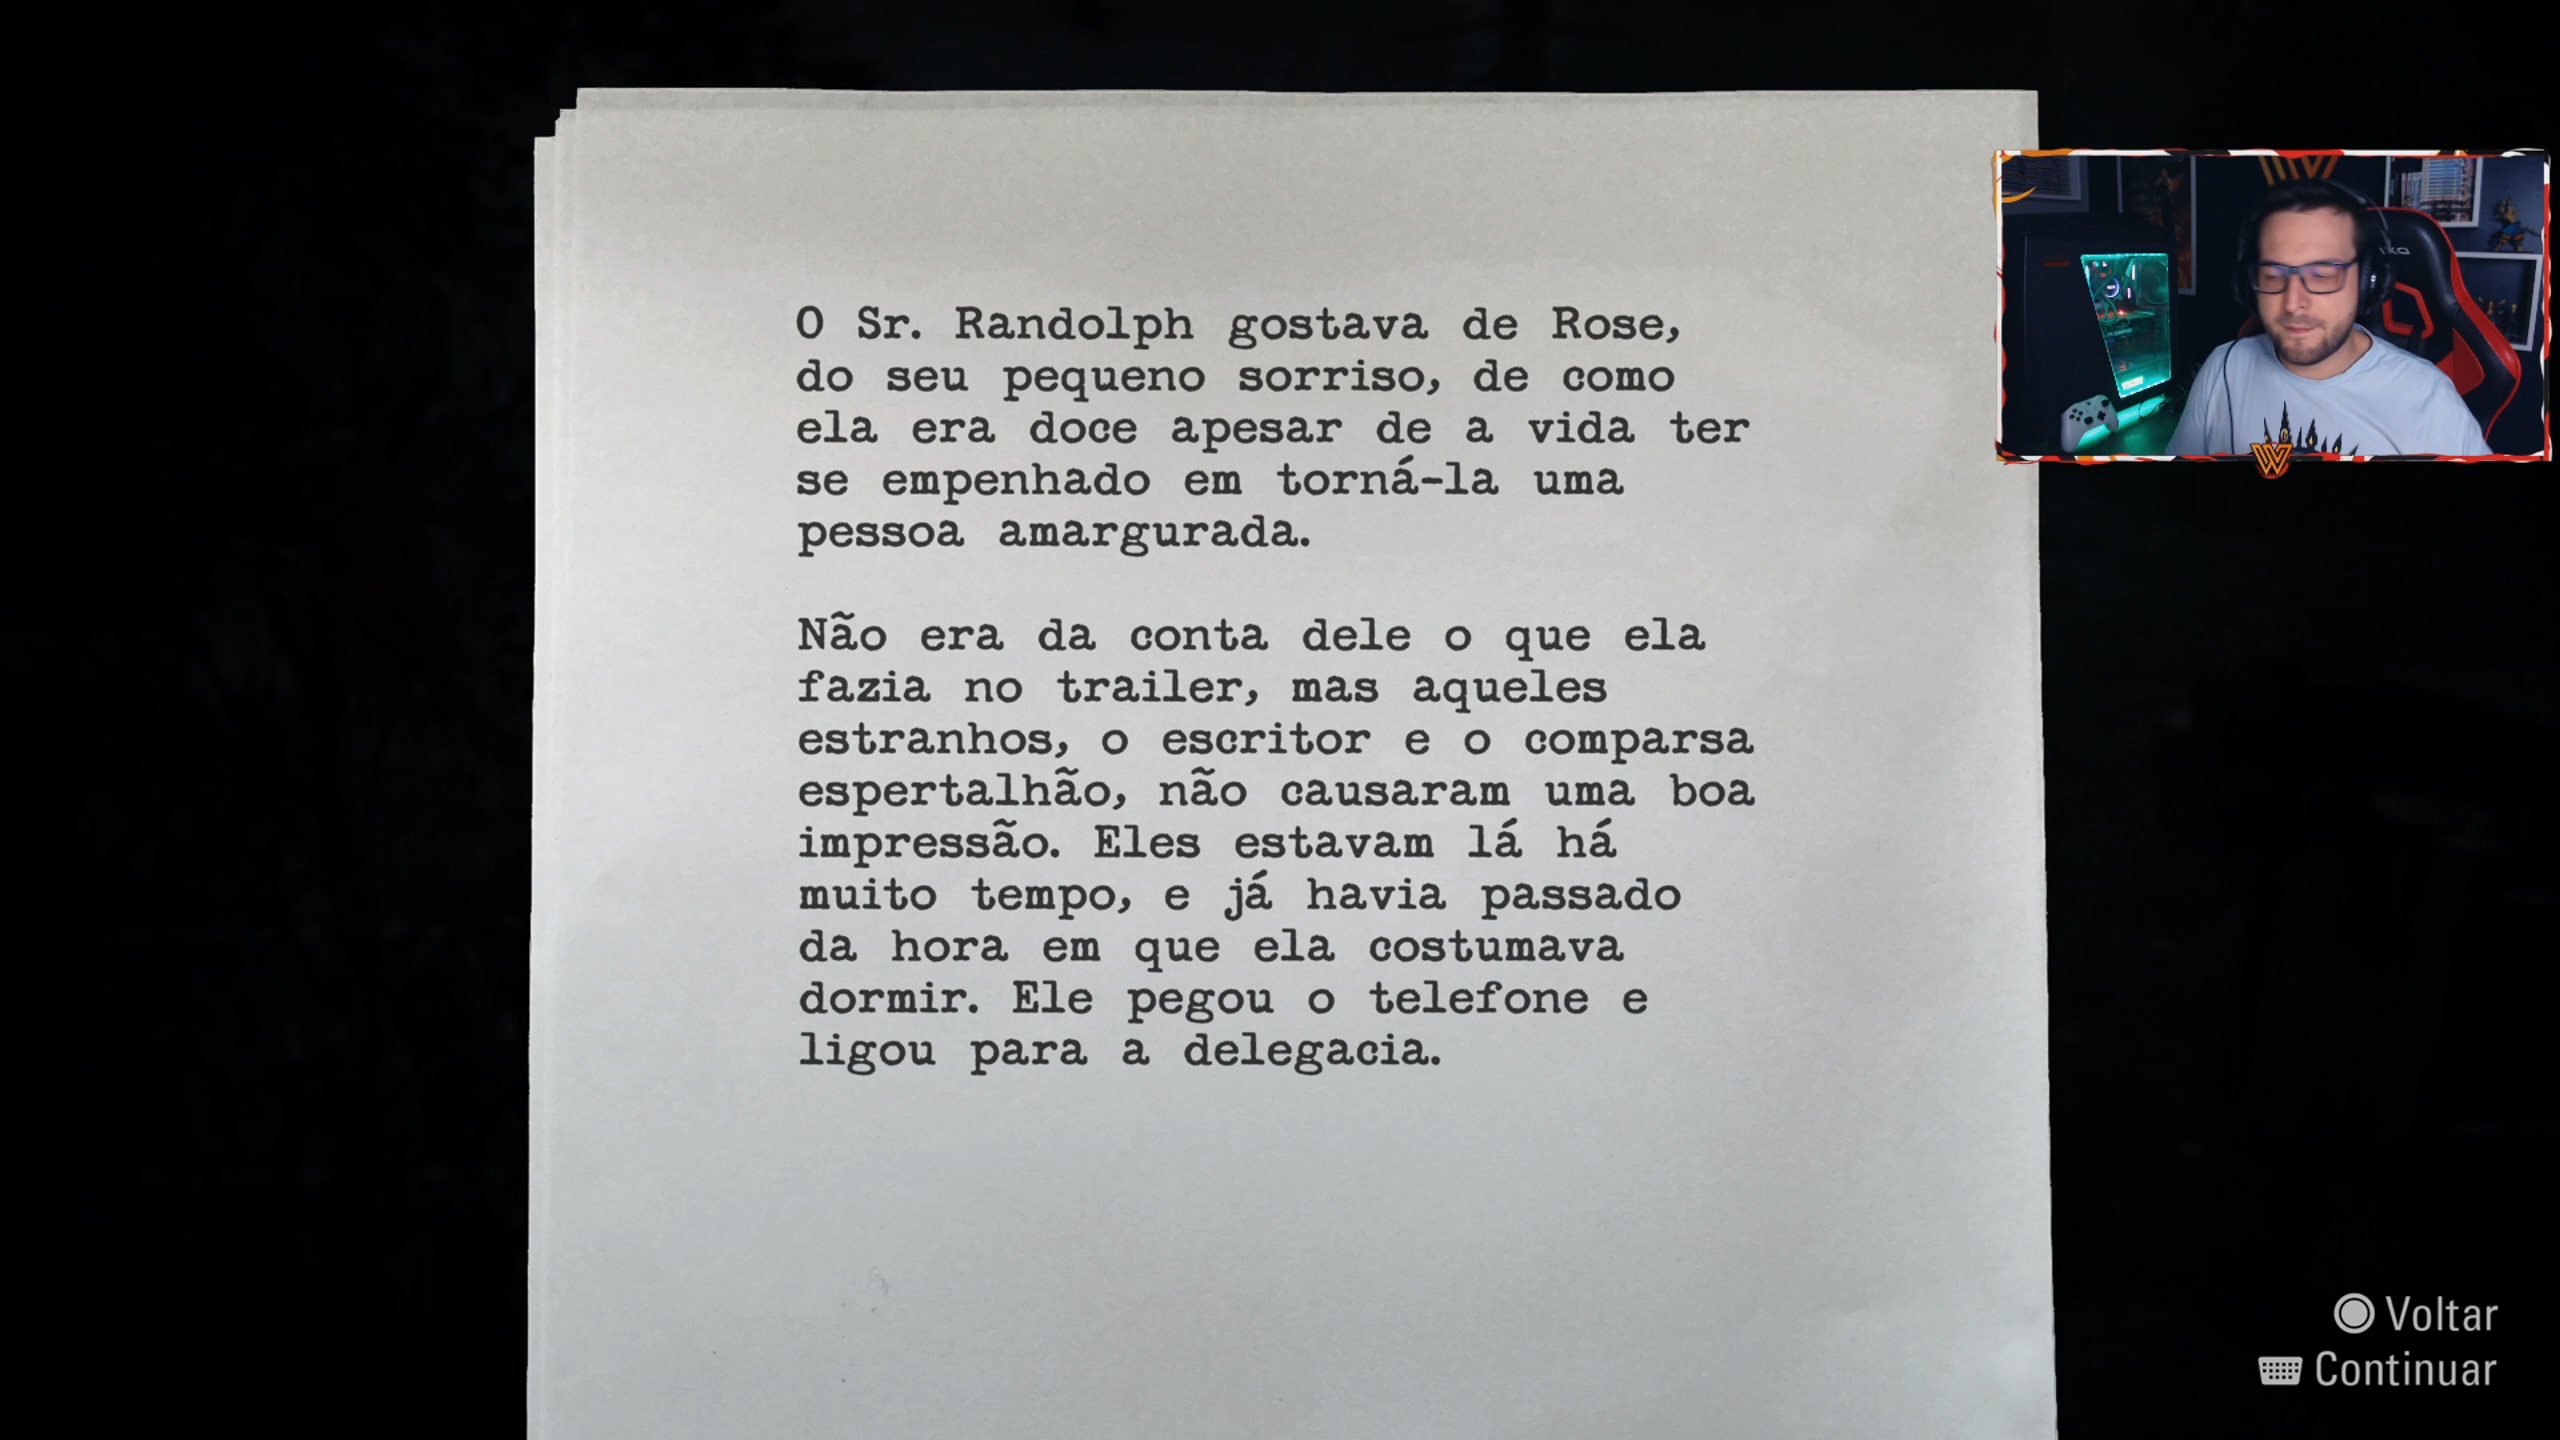 O Sr. Randolph gostava de Rose,
do seu pequeno sorriso, de como
ela era doce apesar de a vida ter
se empenhado em torná-la uma
pessoa amargurada.
Não era da conta dele o que ela
fazia no trailer, mas aqueles
estranhos, o escritor e o comparsa
espertalhão, não causaram uma boa
impressão. Eles estavam lá há
muito tempo, e já havia passado
da hora em que ela costumava
dormir. Ele pegou o telefone e
ligou para a delegacia.
Voltar
Continuar